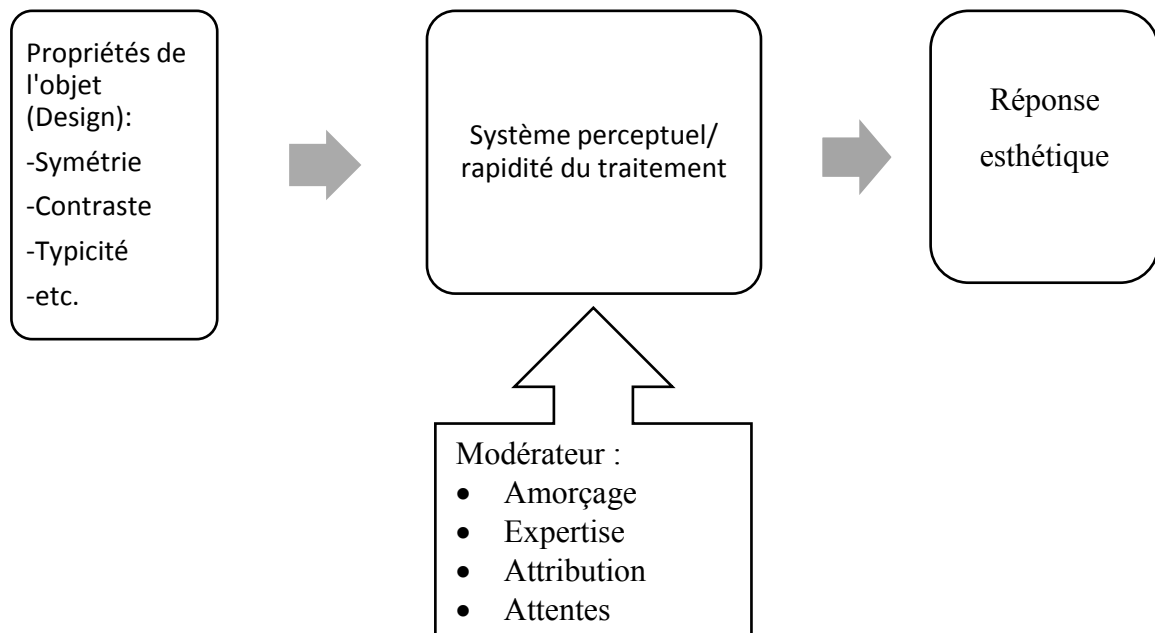 Propriétés de
l'objet
(Design):
-Symétrie
-Contraste
-Typicité
-etc.
Système perceptuel/
rapidité du traitement
Réponse
esthétique
Modérateur :
• Amorçage
• Expertise
• Attribution
• Attentes